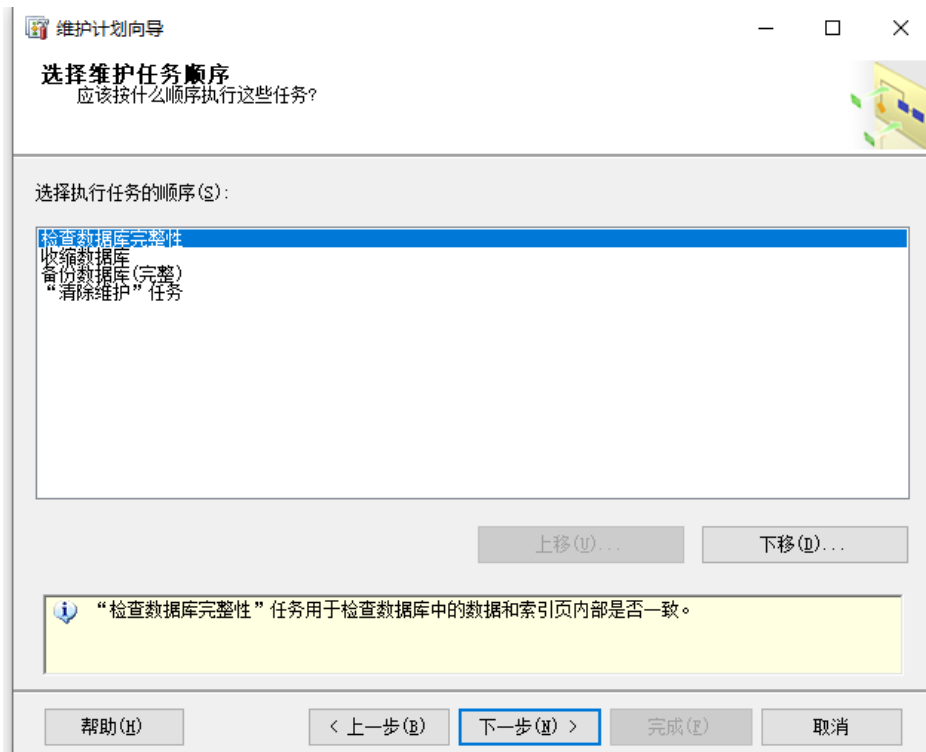 维护计划向导
选择维护任务顺序
应该按什么顺序执行这些任务?
选择执行任务的顺序(S):
检查数据库完整性
收缩数据库
备份数据库(完整)
“清除维护”任务
上移(U)...
下移(D)...
“检查数据库完整性”任务用于检查数据库中的数据和索引页内部是否一致。
帮助(H)
< 上一步(B)
下一步(N) >
完成(F)
取消